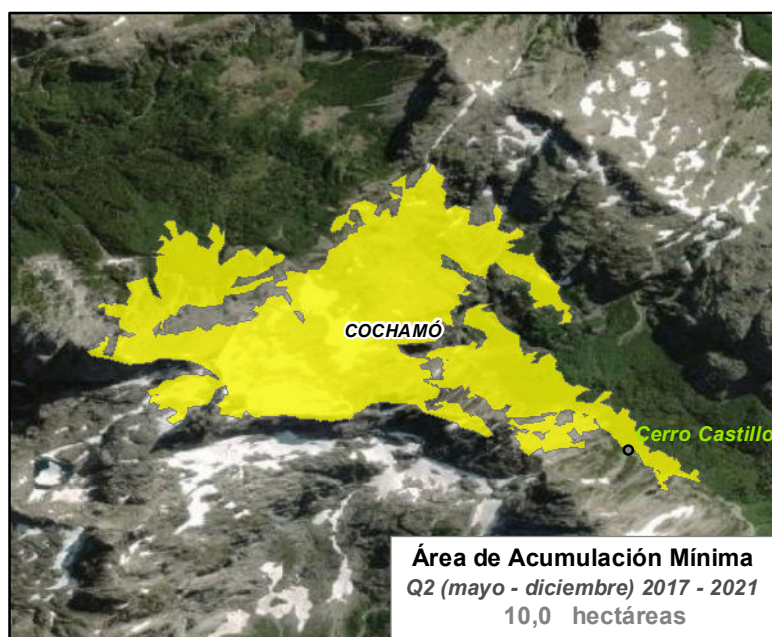 COCHAMÓ
Cerro Castillo
Área de Acumulación Mínima
Q2 (mayo - diciembre) 2017 - 2021
10,0 hectáreas